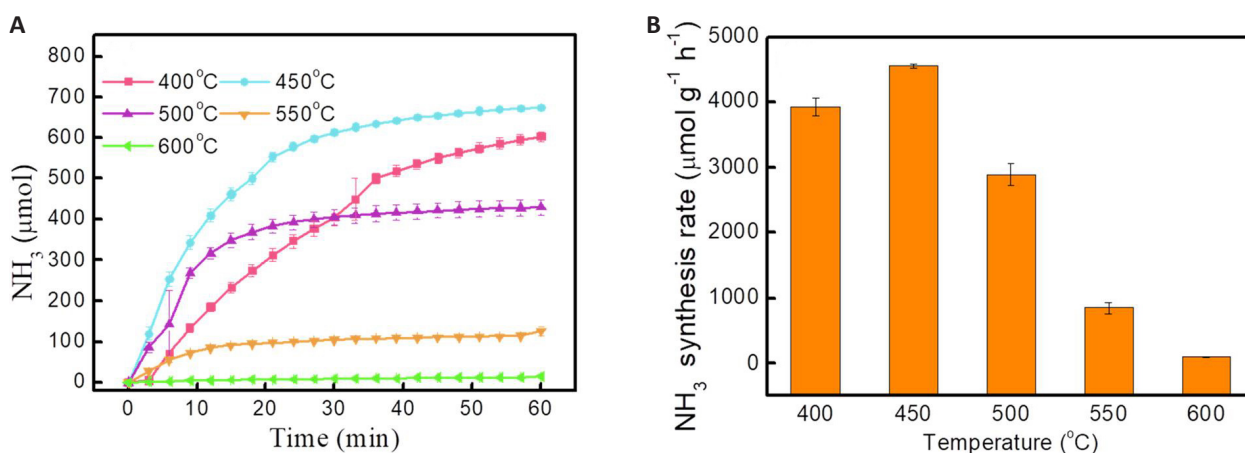 A
NH3 (μmol)
800
700
600
500
400
300
200
100
0
400°C 450°C
500°C 550°C
600°C
0 10 20 30 40 50 60
Time (min)
B
NH3 synthesis rate (μmol g-1 h-1)
5000
4000
3000
2000
1000
0
400 450 500 550 600
Temperature (°C)